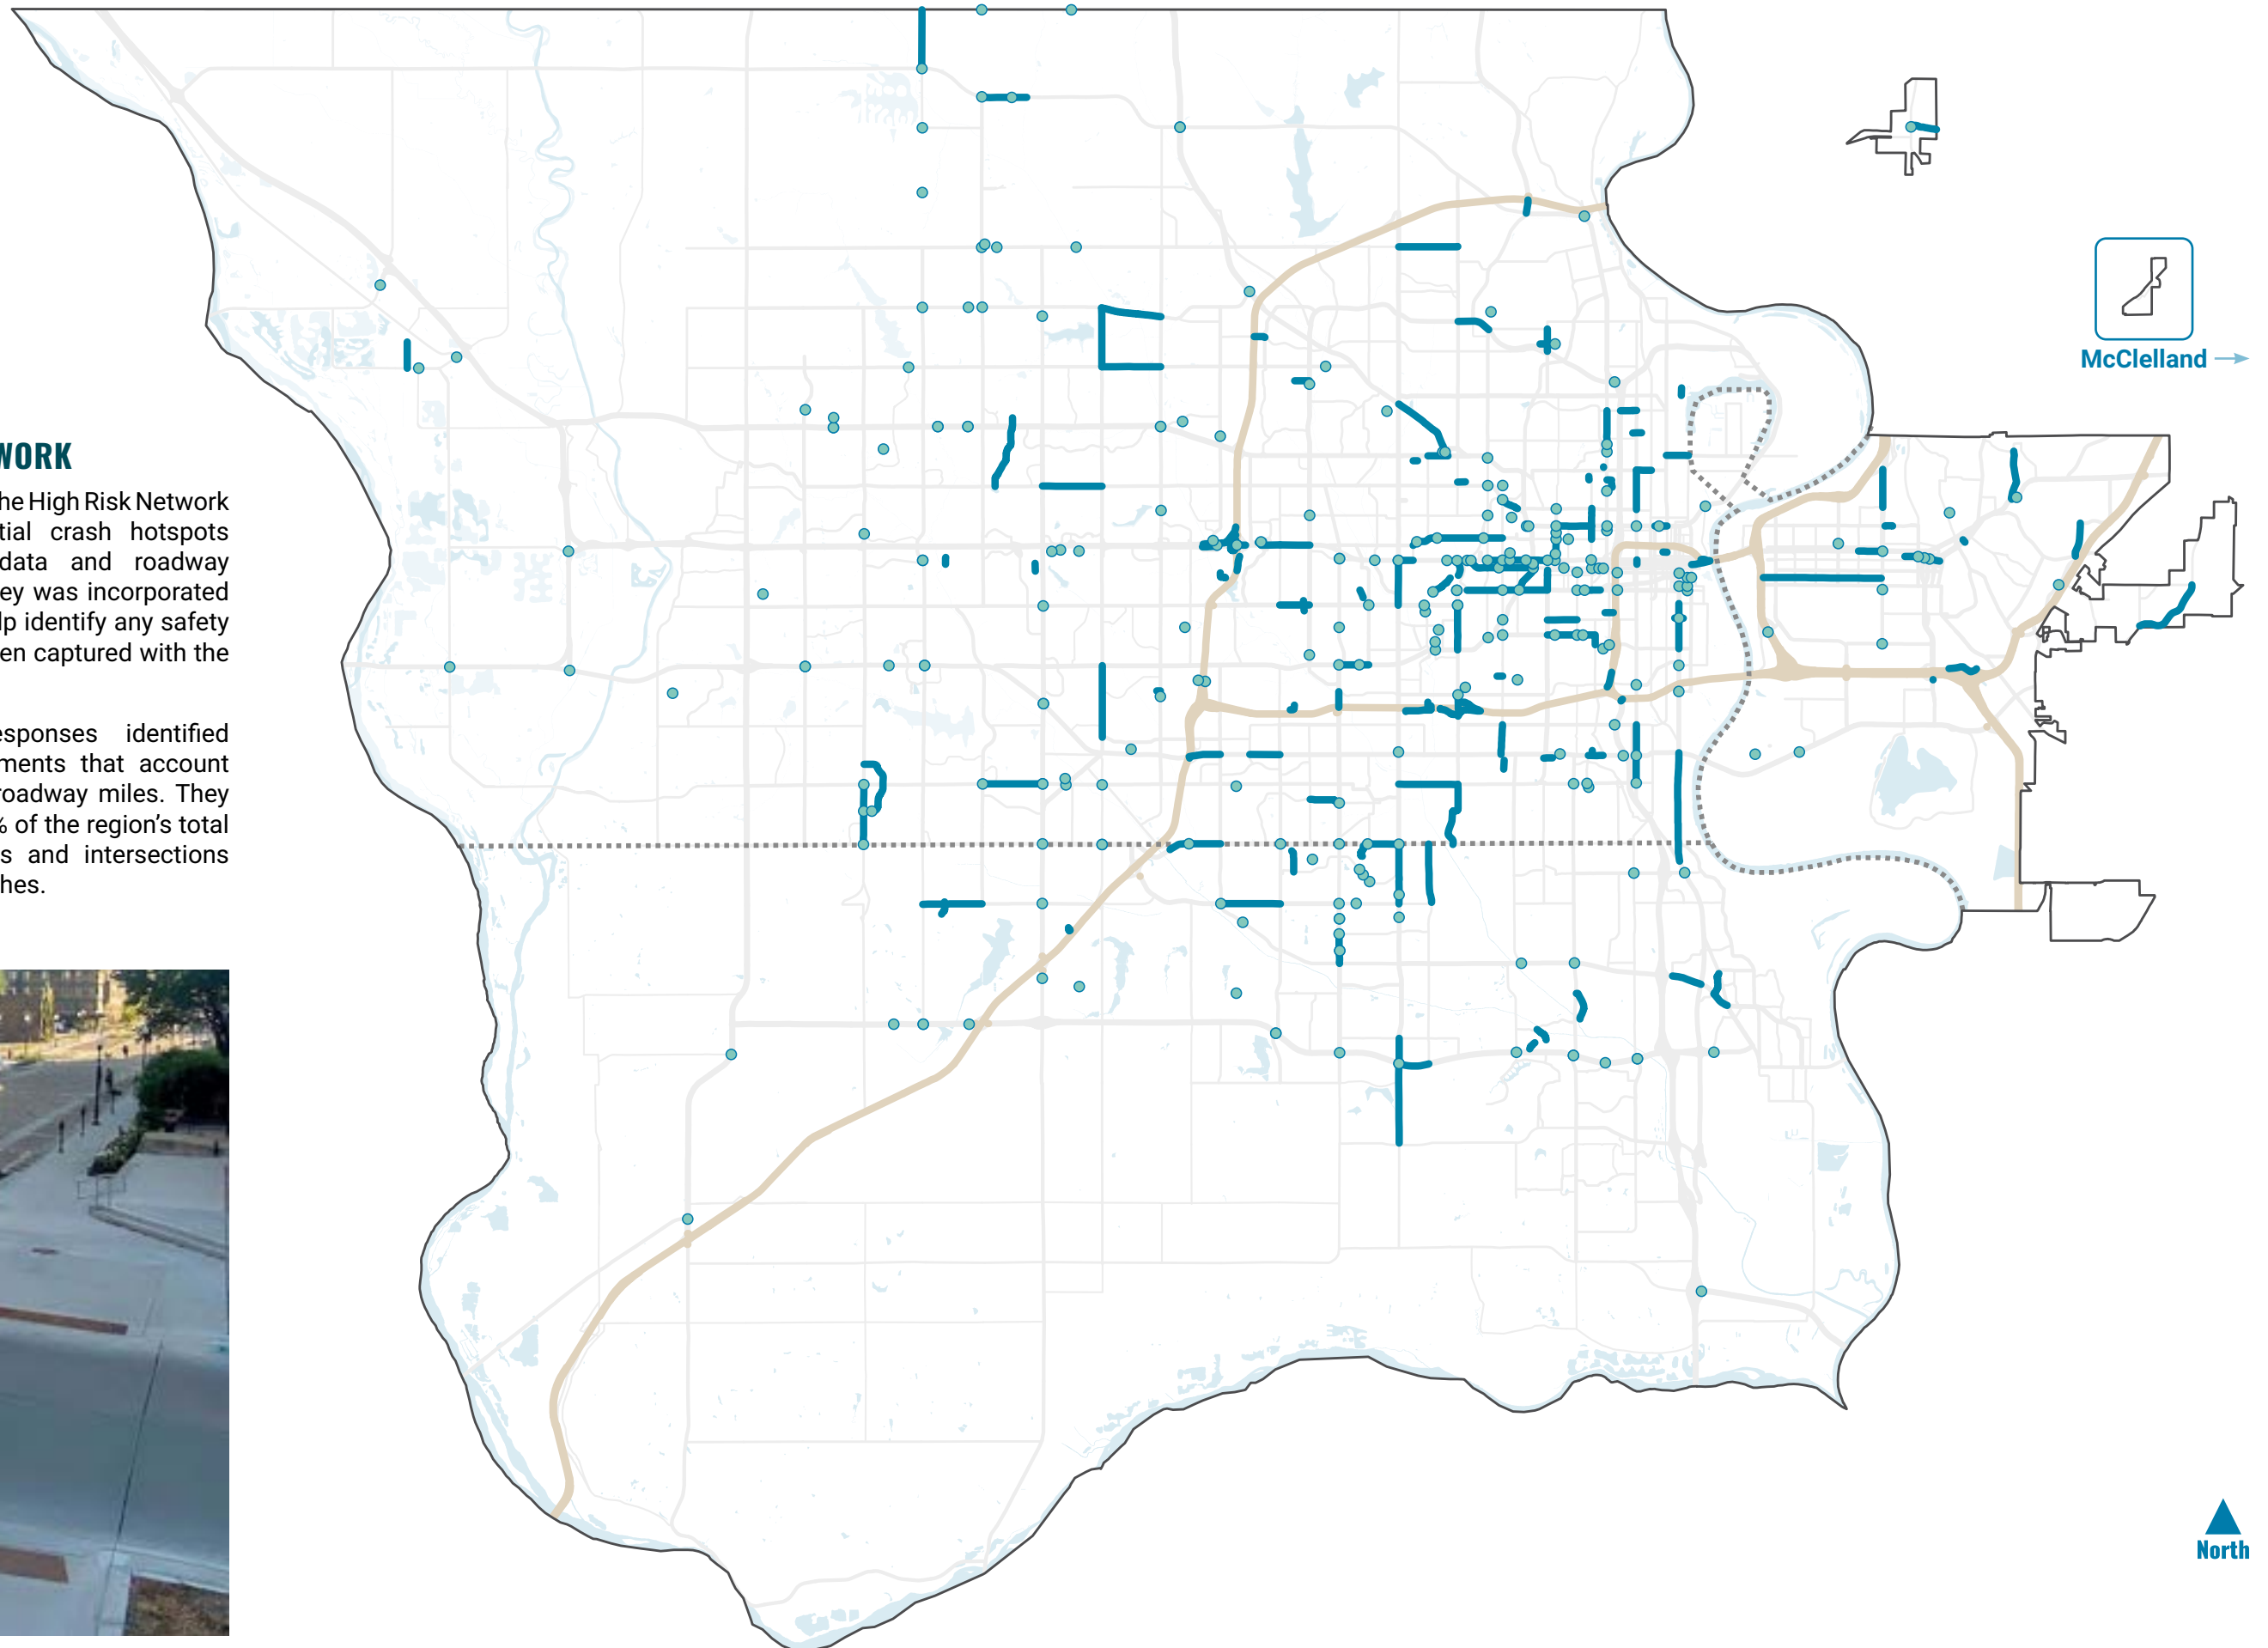 WORK
he High Risk Network
tial crash hotspots
data and roadway
ey was incorporated
lp identify any safety
en captured with the
esponses identified
ments that account
roadway miles. They
% of the region's total
s and intersections
hes.
McClelland
North